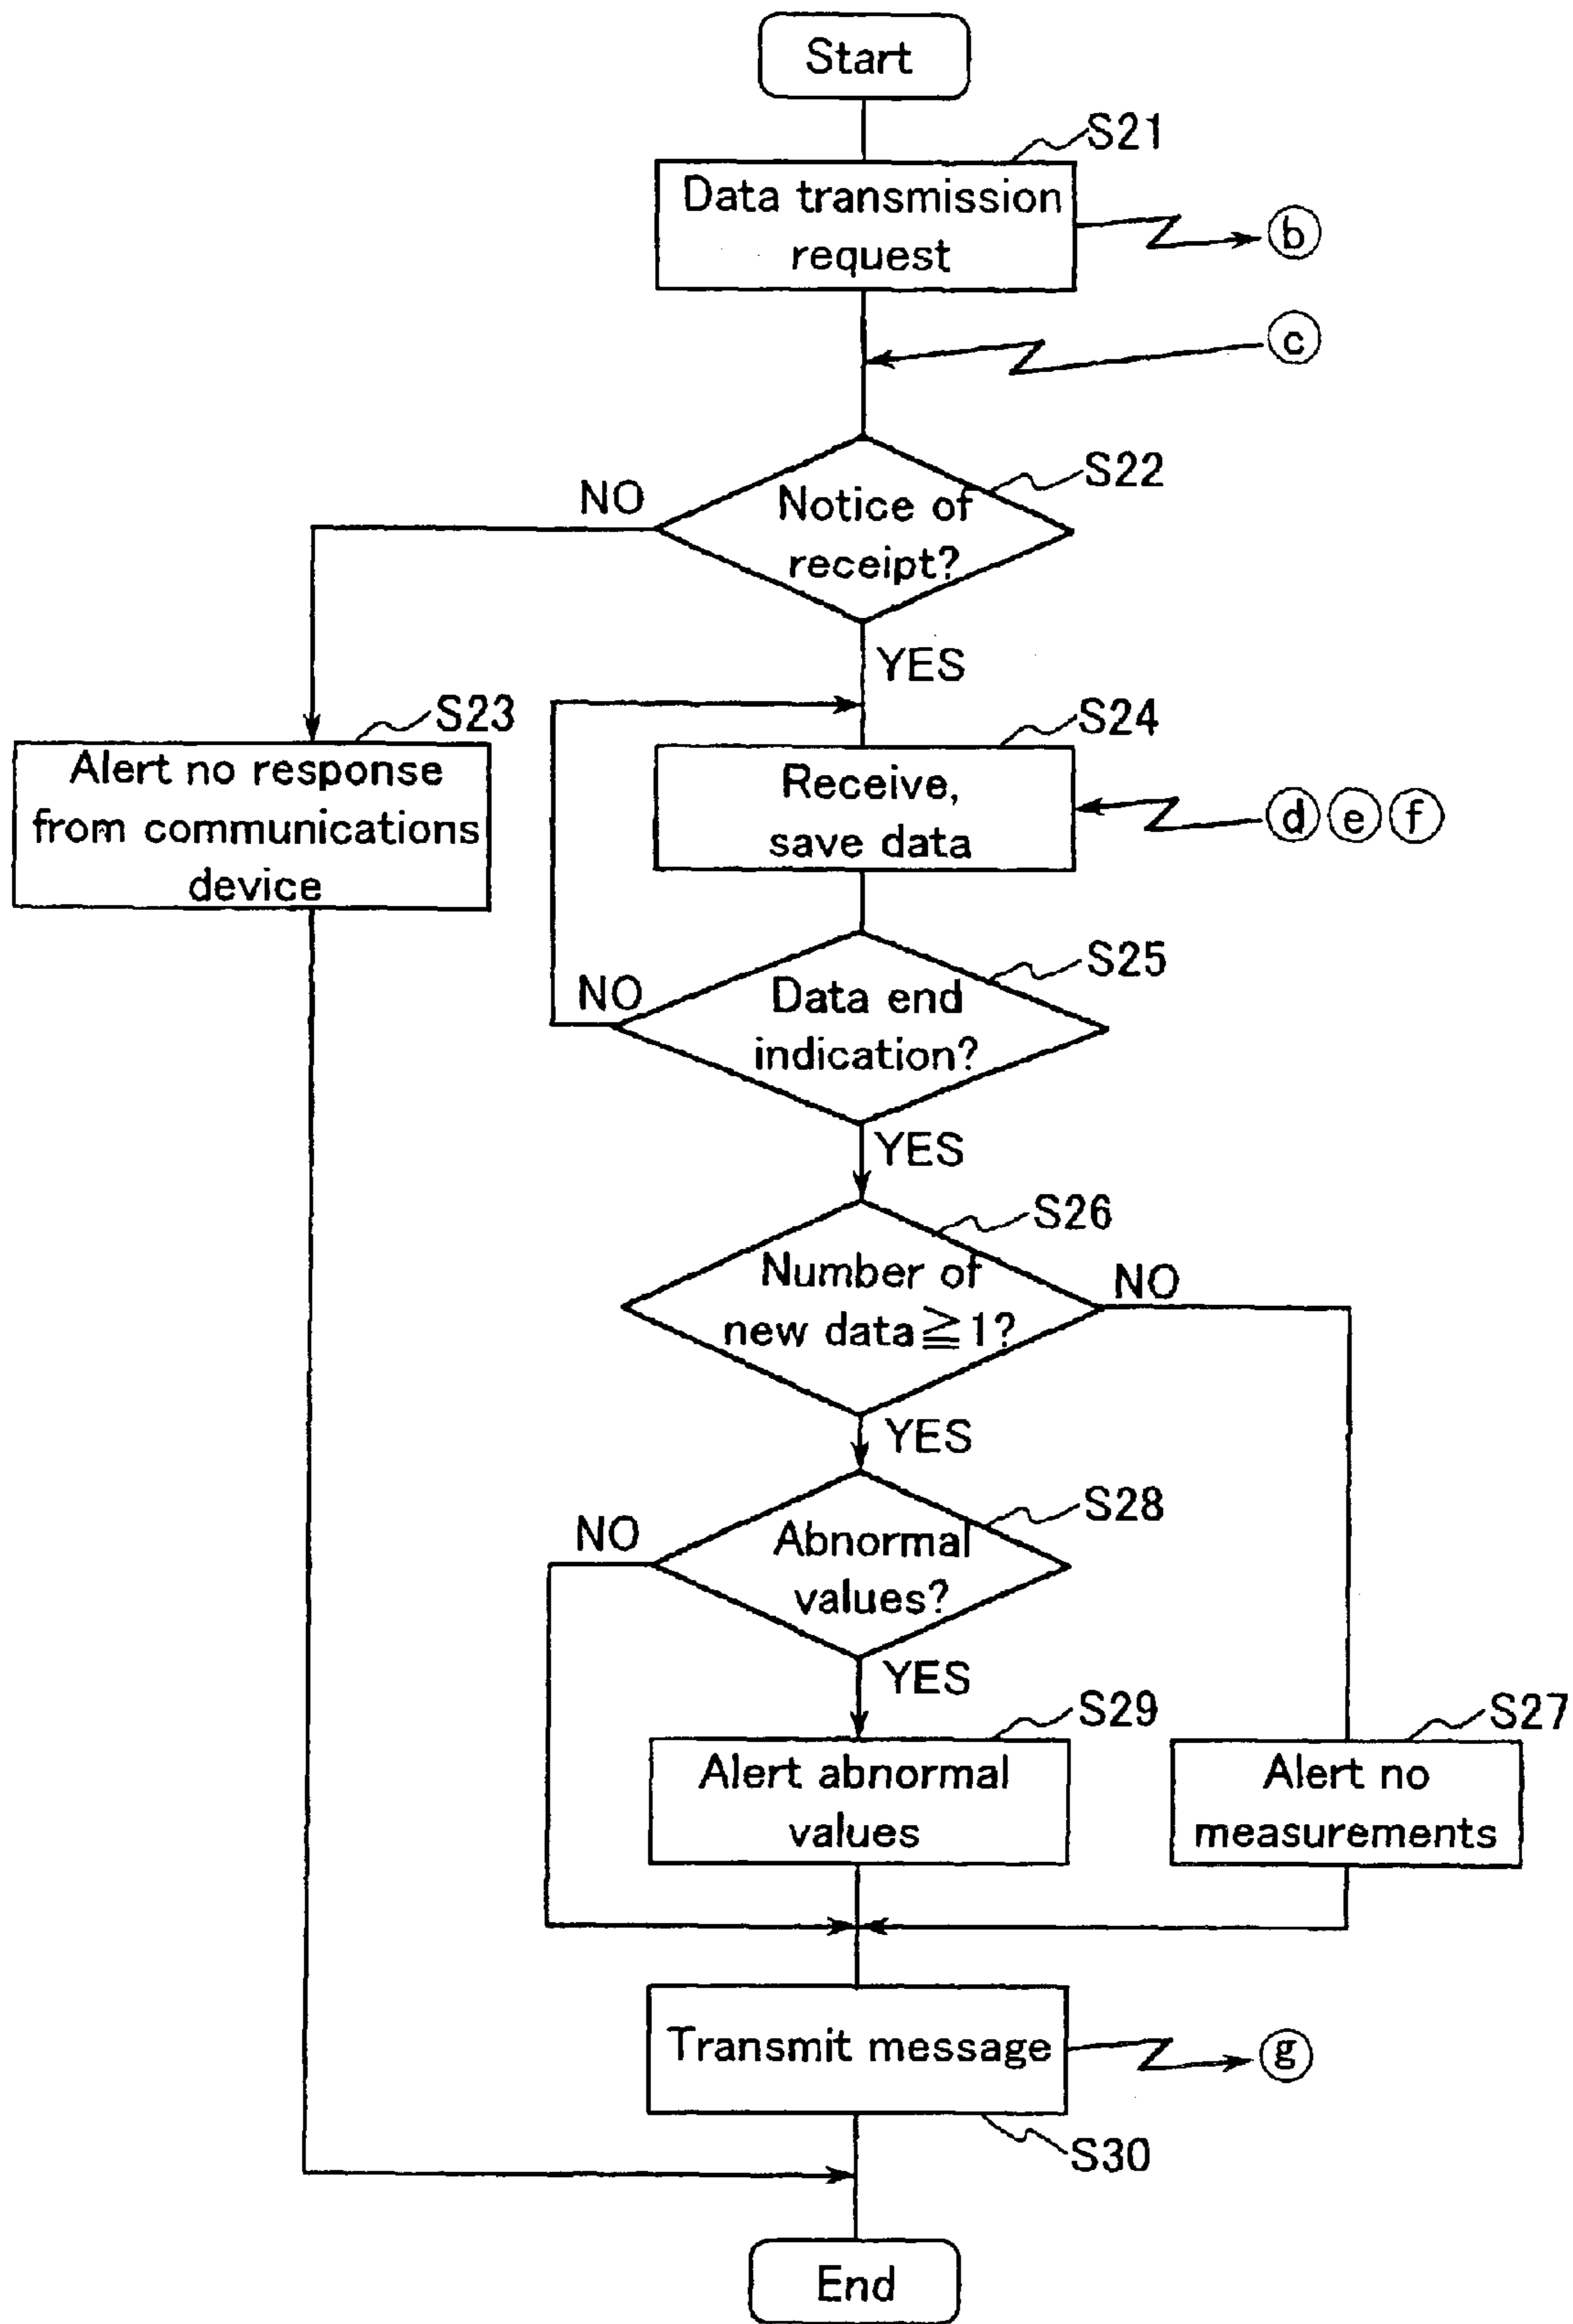 Start
S21
Data transmission
request
b
c
S22
NO
Notice of
receipt?
YES
S23
Alert no response
from communications
device
S24
Receive,
save data
d e f
S25
NO
Data end
indication?
YES
S26
Number of
new data≧1?
NO
YES
S28
NO
Abnormal
values?
YES
S29
Alert abnormal
values
S27
Alert no
measurements
Transmit message
g
S30
End